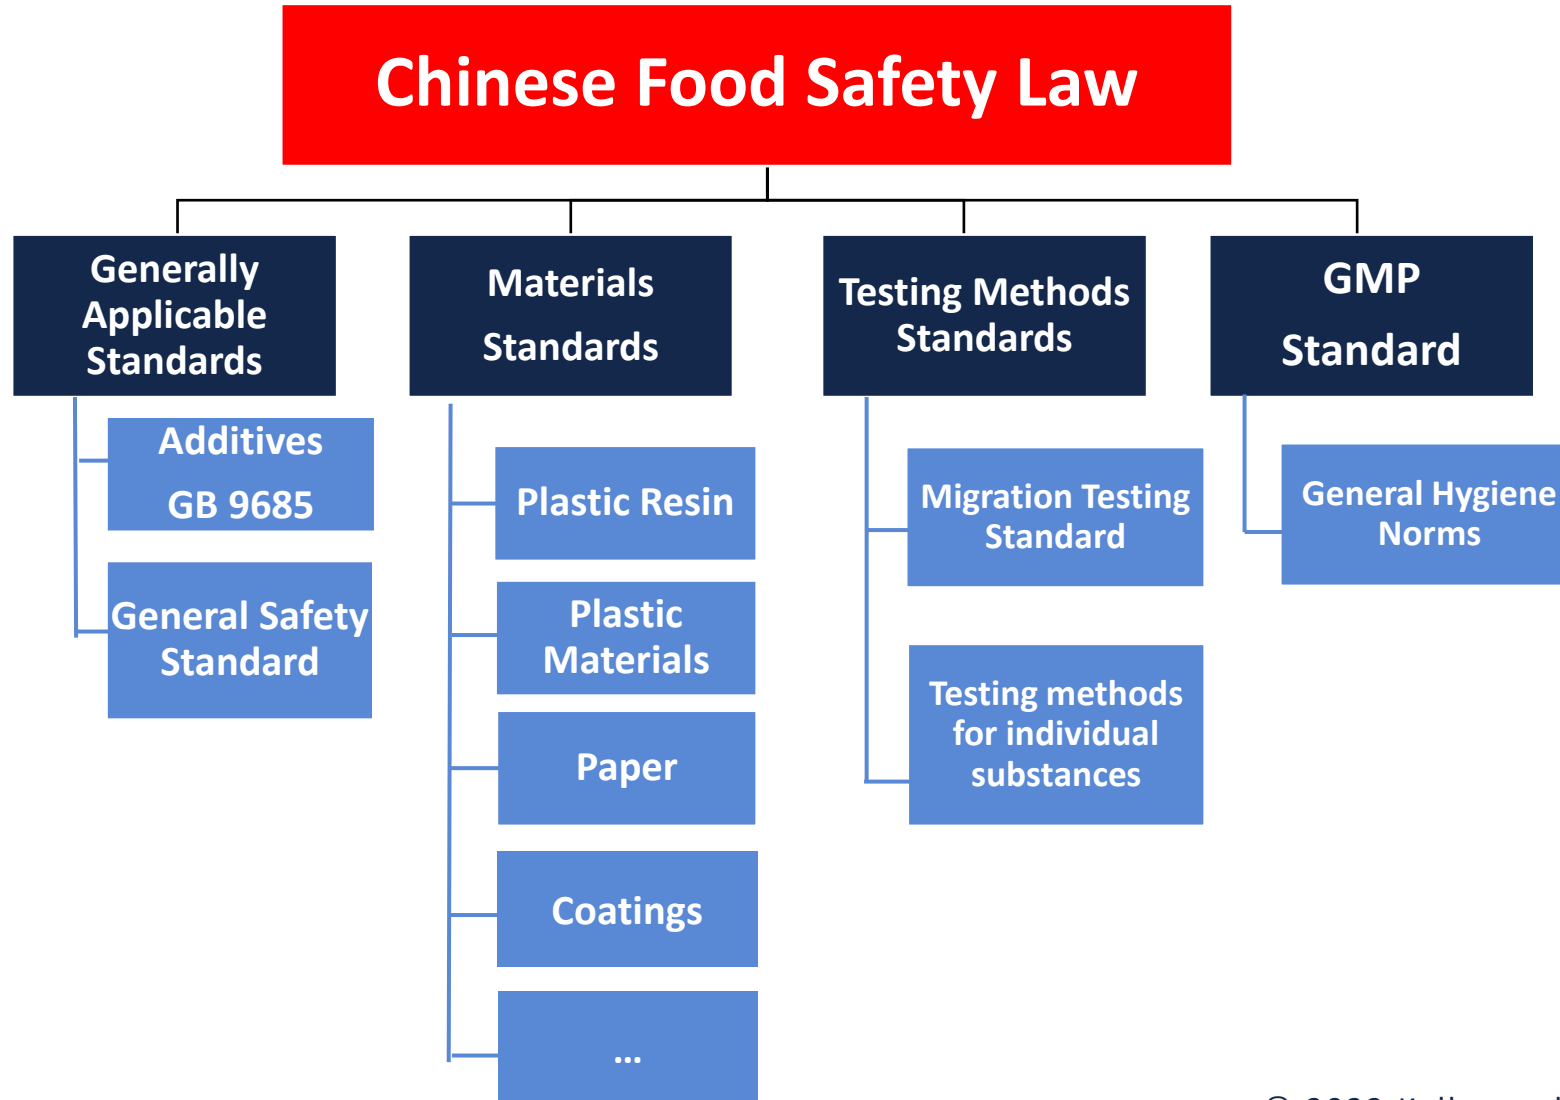 Chinese Food Safety Law
Generally
Applicable
Standards
Additives
GB 9685
General Safety
Standard
Materials
Standards
Plastic Resin
Plastic
Materials
Paper
Coatings
...
Testing Methods
Standards
Migration Testing
Standard
Testing methods
for individual
substances
GMP
Standard
General Hygiene
Norms